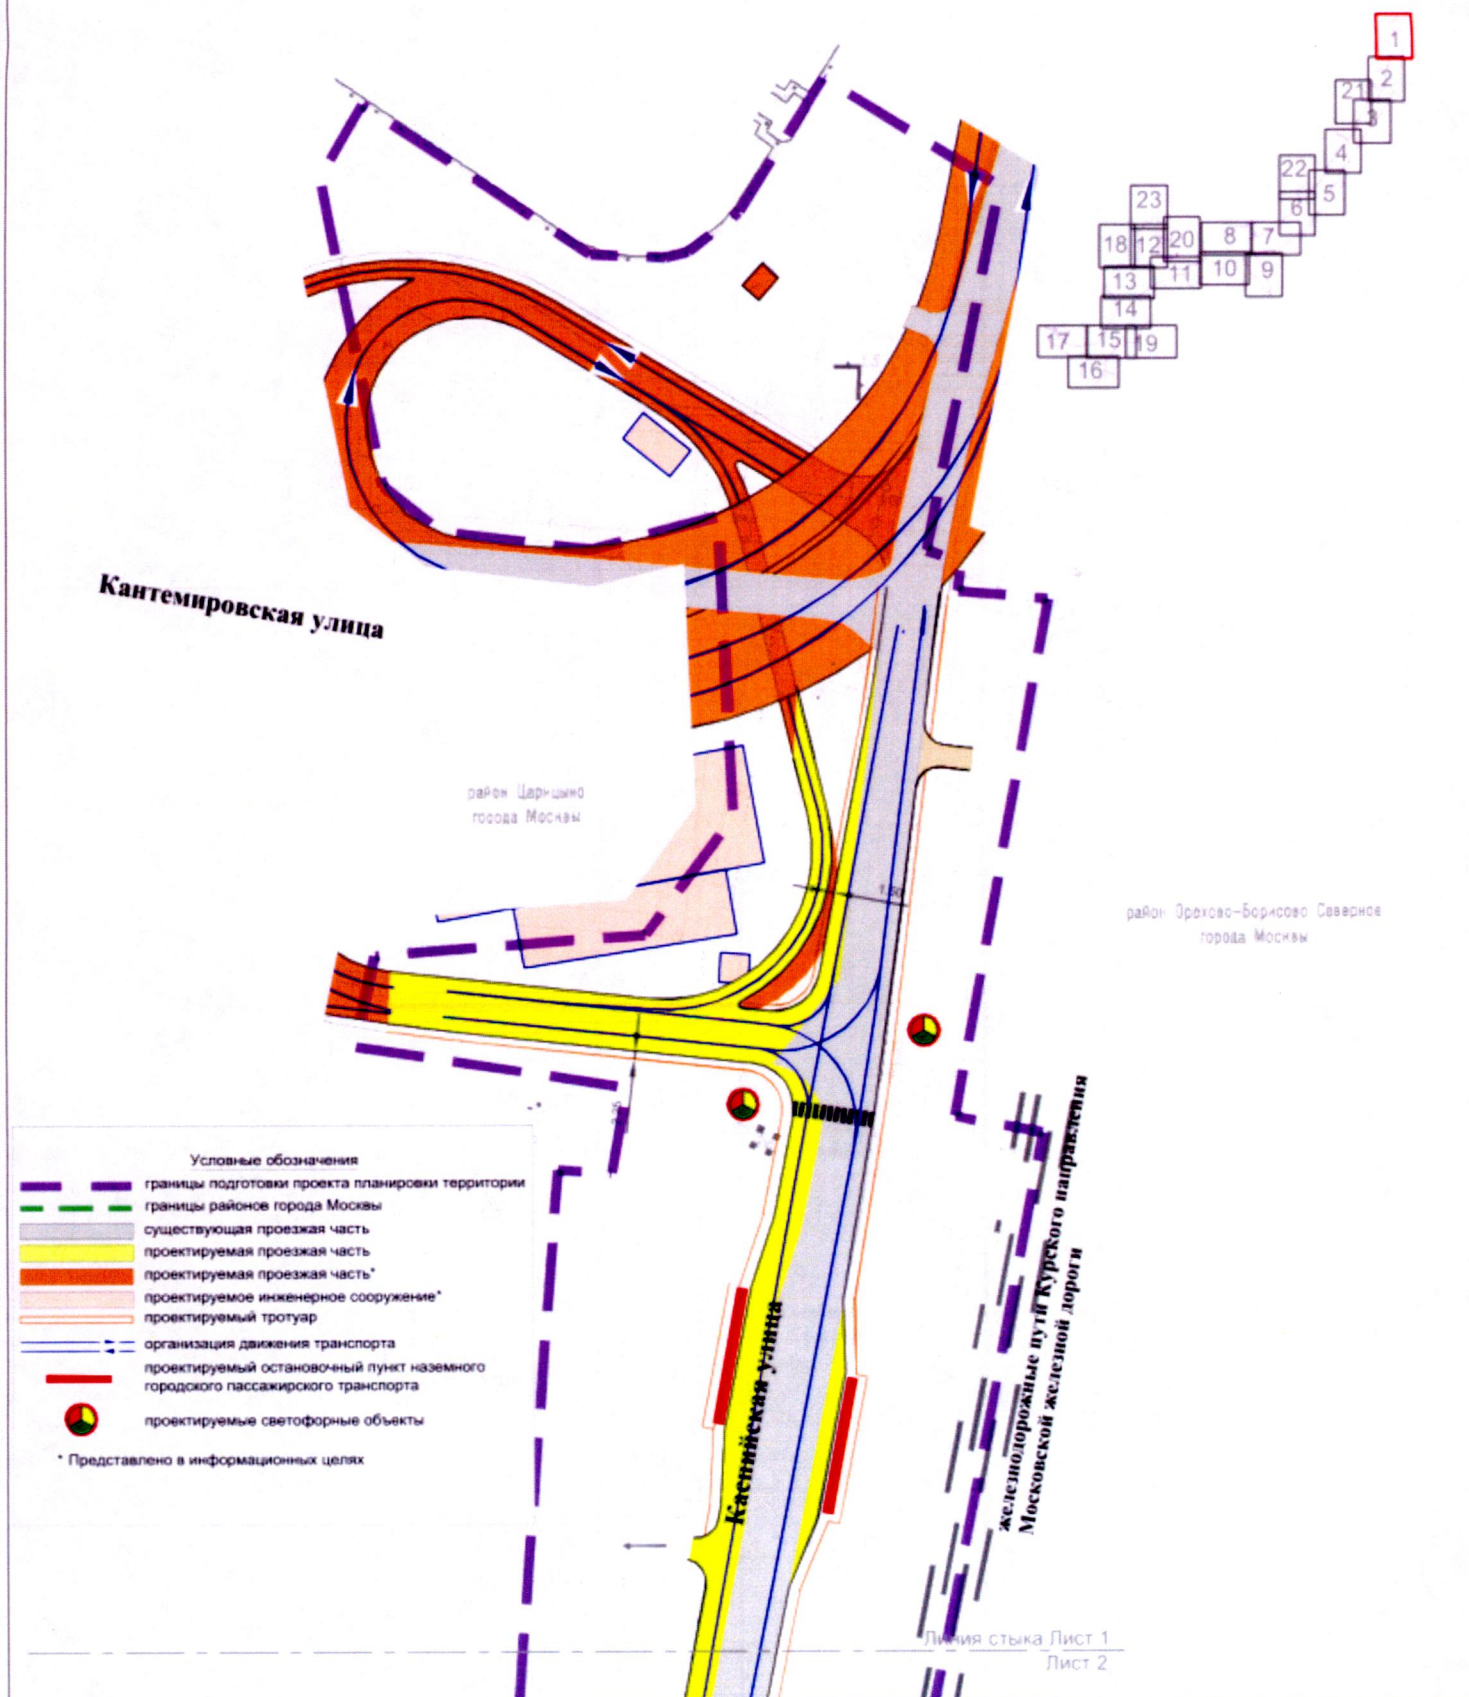 1
2
21
3
4
22
5
6
23
18
12
20
8
7
13
11
10
9
14
17
15
19
16
Кантемировская улица
район Царицыно
города Москвы
1.50
район Орехово-Борисово Северное
города Москвы
железнодорожные пути Курского направления
Московской железной дороги
Каспийская улица
Условные обозначения
границы подготовки проекта планировки территории
границы районов города Москвы
существующая проезжая часть
проектируемая проезжая часть
проектируемая проезжая часть*
проектируемое инженерное сооружение*
проектируемый тротуар
организация движения транспорта
проектируемый остановочный пункт наземного
городского пассажирского транспорта
проектируемые светофорные объекты
* Представлено в информационных целях
Линия стыка Лист 1
Лист 2